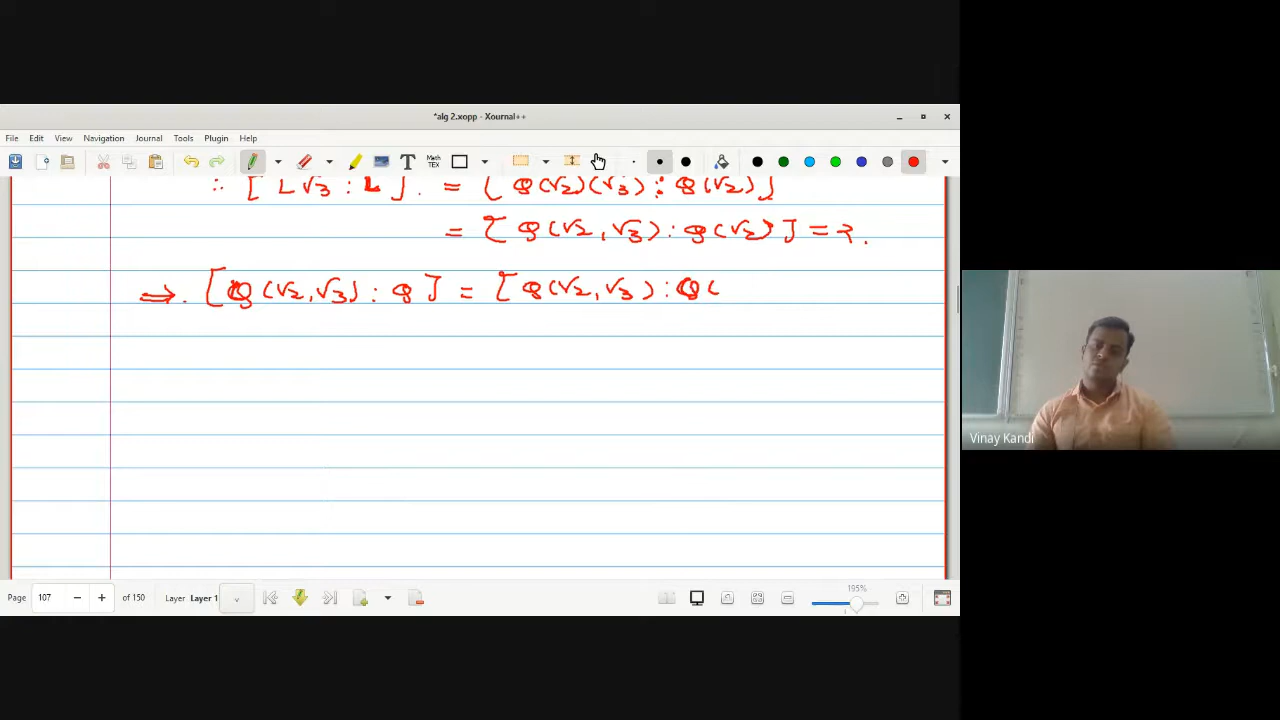 *alg 2.xopp - Xournal++
File Edit View Navigation Journal Tools Plugin Help
∴ [ L√3 : L ] . = [ Q(√2)(√3) : Q(√2) ]
= [ Q(√2, √3) : Q(√2) ] = 2.
⇒. [ Q(√2, √3) : Q ] = [ Q(√2, √3) : Q (
Vinay Kandi
Page 107 of 150 Layer Layer 1 195%